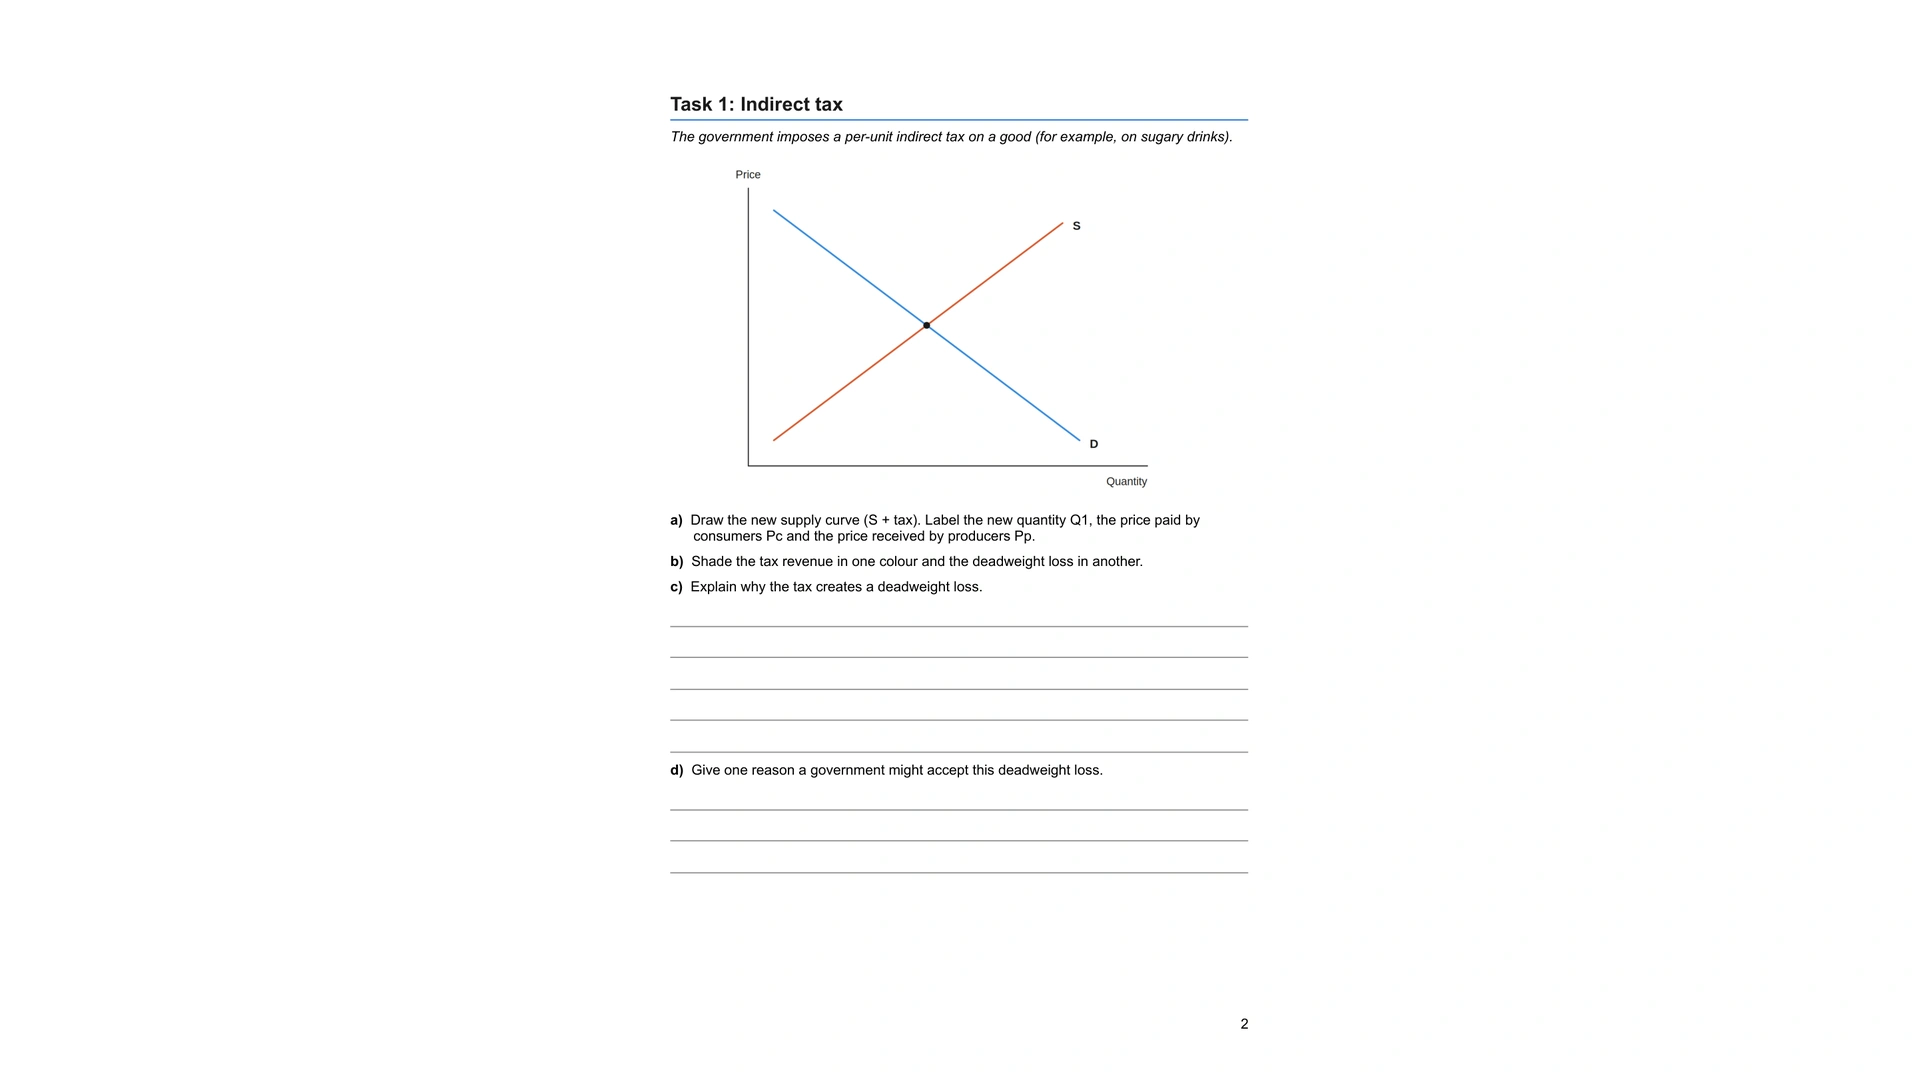 Task 1: Indirect tax
The government imposes a per-unit indirect tax on a good (for example, on sugary drinks).
Price
S
D
Quantity
a) Draw the new supply curve (S + tax). Label the new quantity Q1, the price paid by
consumers Pc and the price received by producers Pp.
b) Shade the tax revenue in one colour and the deadweight loss in another.
c) Explain why the tax creates a deadweight loss.
d) Give one reason a government might accept this deadweight loss.
2